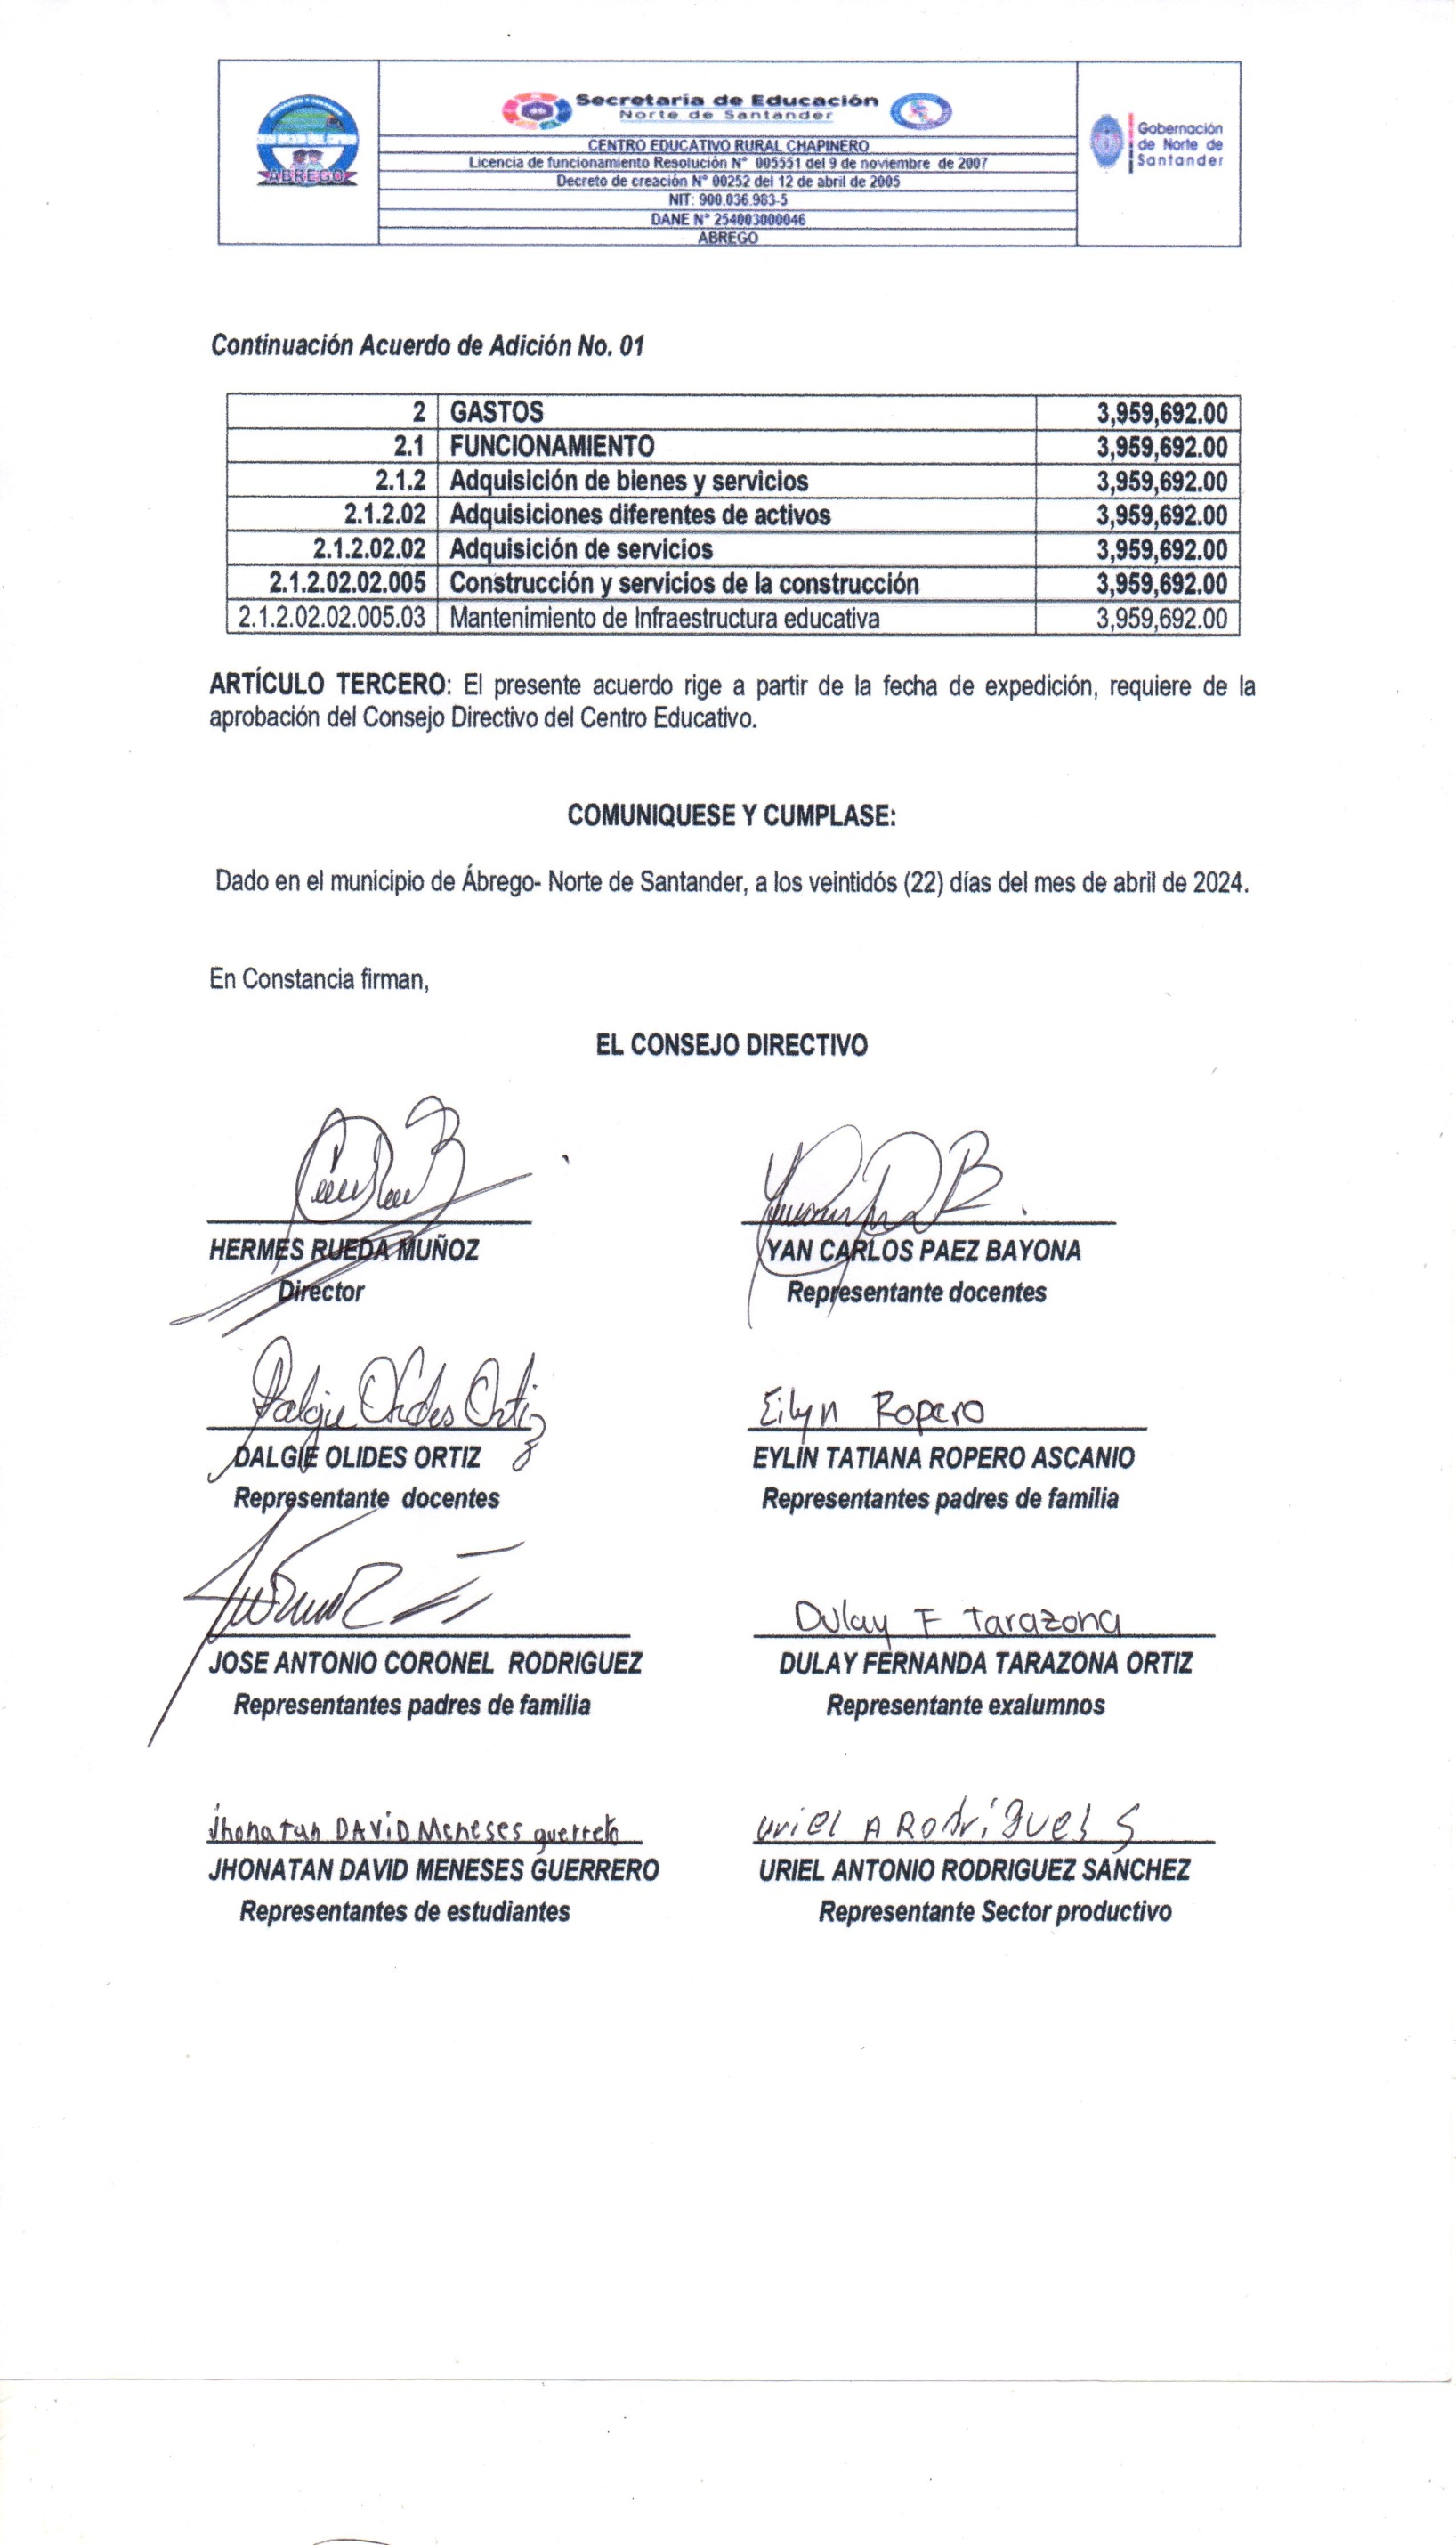 Secretaría de Educación
Norte de Santander
CENTRO EDUCATIVO RURAL CHAPINERO
Licencia de funcionamiento Resolución N° 005551 del 9 de noviembre de 2007
Decreto de creación N° 00252 del 12 de abril de 2005
NIT: 900.036.983-5
DANE N° 254003000046
ABREGO
ABREGO
Gobernación
de Norte de
Santander
Continuación Acuerdo de Adición No. 01
2 GASTOS 3,959,692.00
2.1 FUNCIONAMIENTO 3,959,692.00
2.1.2 Adquisición de bienes y servicios 3,959,692.00
2.1.2.02 Adquisiciones diferentes de activos 3,959,692.00
2.1.2.02.02 Adquisición de servicios 3,959,692.00
2.1.2.02.02.005 Construcción y servicios de la construcción 3,959,692.00
2.1.2.02.02.005.03 Mantenimiento de Infraestructura educativa 3,959,692.00
ARTÍCULO TERCERO: El presente acuerdo rige a partir de la fecha de expedición, requiere de la
aprobación del Consejo Directivo del Centro Educativo.
COMUNIQUESE Y CUMPLASE:
Dado en el municipio de Ábrego- Norte de Santander, a los veintidós (22) días del mes de abril de 2024.
En Constancia firman,
EL CONSEJO DIRECTIVO
HERMES RUEDA MUÑOZ YAN CARLOS PAEZ BAYONA
Director Representante docentes
Dalgie Olides Ortiz Eilyn Ropero
DALGIE OLIDES ORTIZ EYLIN TATIANA ROPERO ASCANIO
Representante docentes Representantes padres de familia
Dulay F Tarazona
JOSE ANTONIO CORONEL RODRIGUEZ DULAY FERNANDA TARAZONA ORTIZ
Representantes padres de familia Representante exalumnos
jhonatan DAVID Meneses guerrero uriel A Rodríguez S
JHONATAN DAVID MENESES GUERRERO URIEL ANTONIO RODRIGUEZ SANCHEZ
Representantes de estudiantes Representante Sector productivo